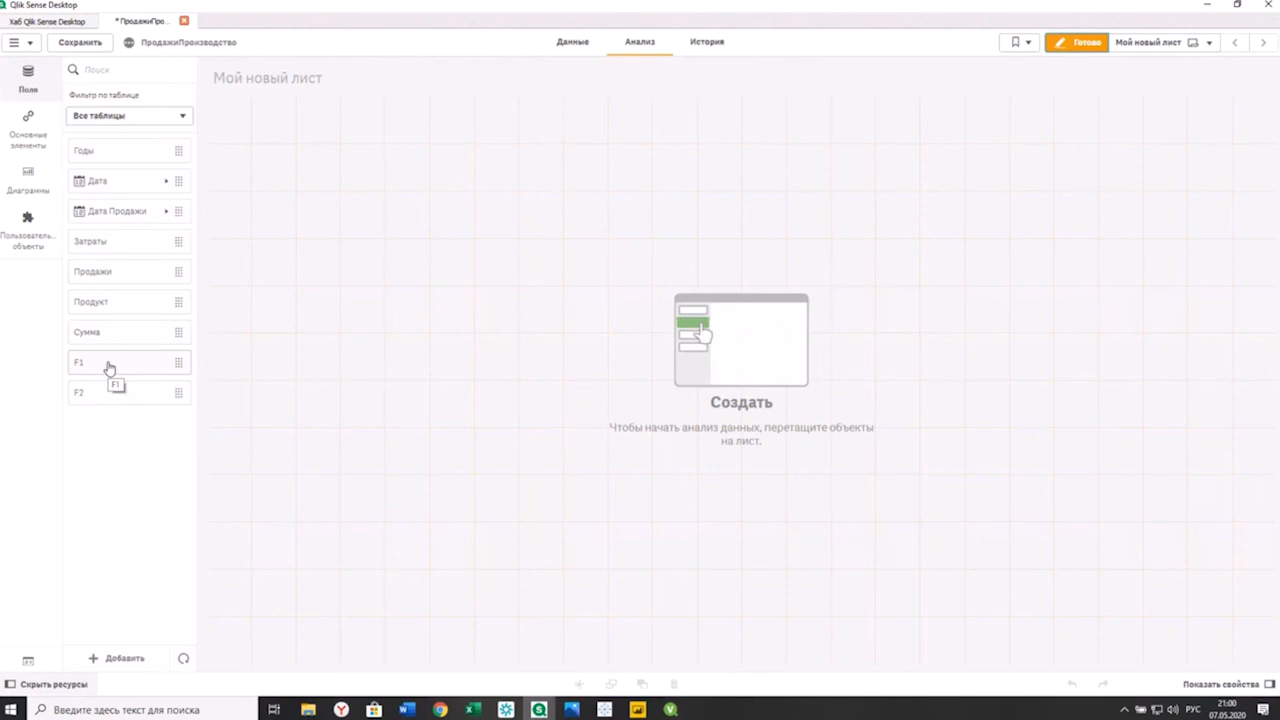 Qlik Sense Desktop
Хаб Qlik Sense Desktop
* ПродажиПро...
Сохранить
ПродажиПроизводство
Данные
Анализ
История
Готово
Мой новый лист
Поля
Поиск
Мой новый лист
Фильтр по таблице
Все таблицы
Основные
элементы
Диаграммы
Пользователь...
объекты
Годы
12 Дата
12 Дата Продажи
Затраты
Продажи
Продукт
Сумма
F1
F1
F2
Создать
Чтобы начать анализ данных, перетащите объекты
на лист.
Добавить
Скрыть ресурсы
Показать свойства
Введите здесь текст для поиска
РУС
21:00
07.05.2020